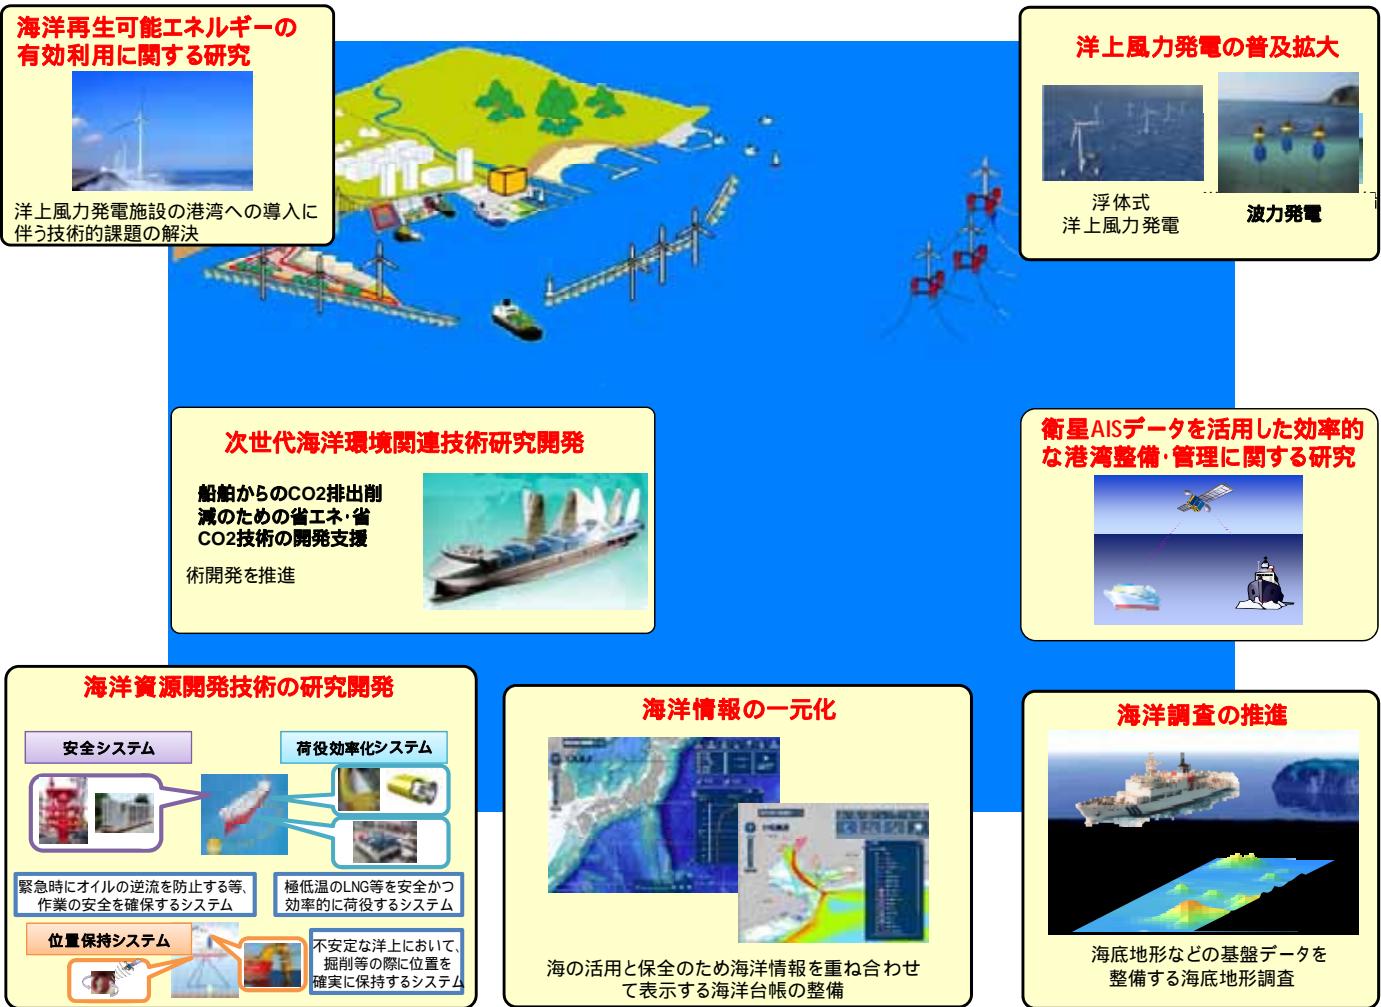 海洋再生可能エネルギーの
有効利用に関する研究
洋上風力発電施設の港湾への導入に
伴う技術的課題の解決
洋上風力発電の普及拡大
浮体式
洋上風力発電
波力発電
次世代海洋環境関連技術研究開発
船舶からのCO2排出削
減のための省エネ・省
CO2技術の開発支援
術開発を推進
衛星AISデータを活用した効率的
な港湾整備・管理に関する研究
海洋資源開発技術の研究開発
安全システム
荷役効率化システム
緊急時にオイルの逆流を防止する等、
作業の安全を確保するシステム
極低温のLNG等を安全かつ
効率的に荷役するシステム
位置保持システム
不安定な洋上において、
掘削等の際に位置を
確実に保持するシステム
海洋情報の一元化
海の活用と保全のため海洋情報を重ね合わせ
て表示する海洋台帳の整備
海洋調査の推進
海底地形などの基盤データを
整備する海底地形調査